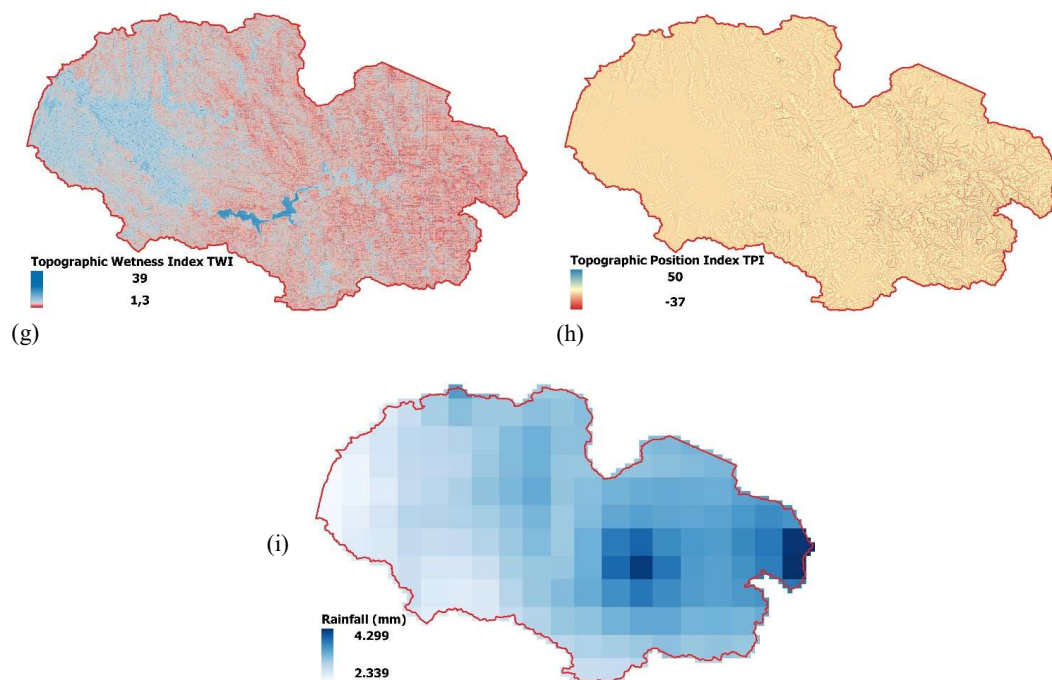 Topographic Wetness Index TWI
39
1,3
(g)
Topographic Position Index TPI
50
-37
(h)
(i)
Rainfall (mm)
4.299
2.339